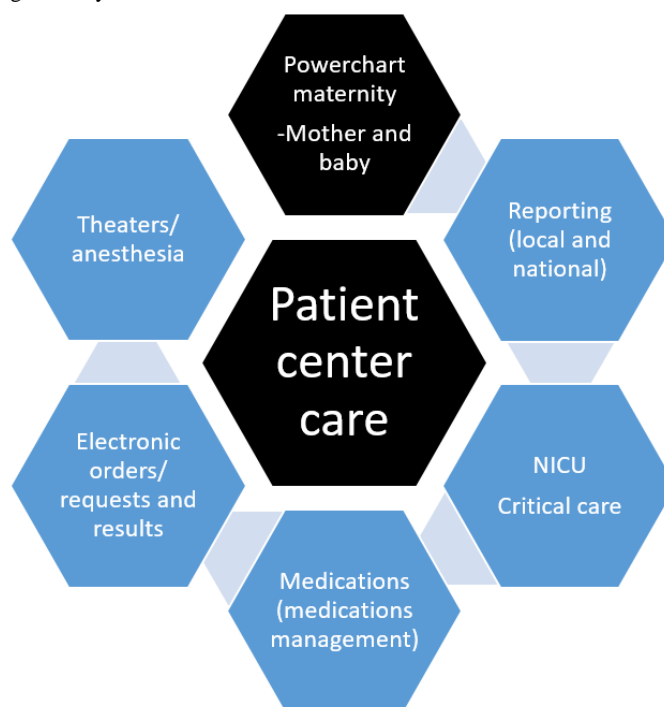 Powerchart
maternity
-Mother and
baby
Theaters/
anesthesia
Reporting
(local and
national)
Patient
center
care
Electronic
orders/
requests and
results
NICU
Critical care
Medications
(medications
management)